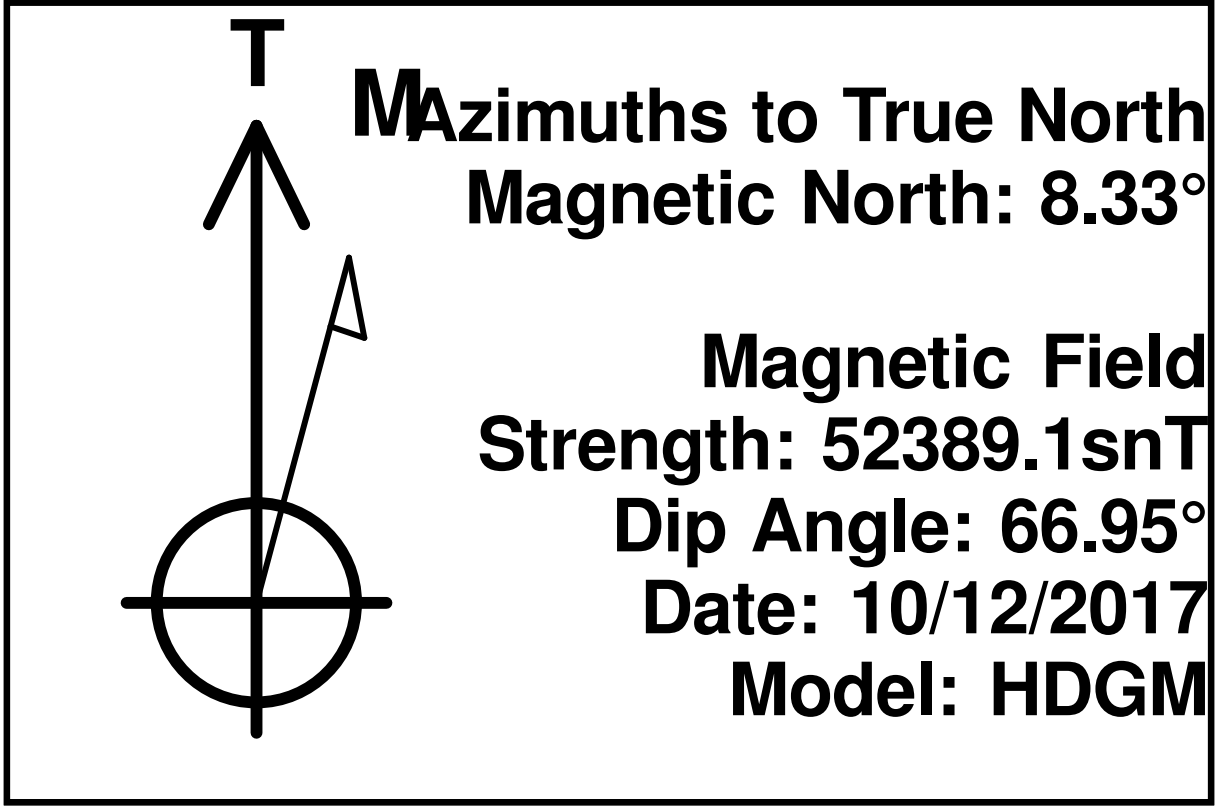 T
M
Azimuths to True North
Magnetic North: 8.33°
Magnetic Field
Strength: 52389.1snT
Dip Angle: 66.95°
Date: 10/12/2017
Model: HDGM